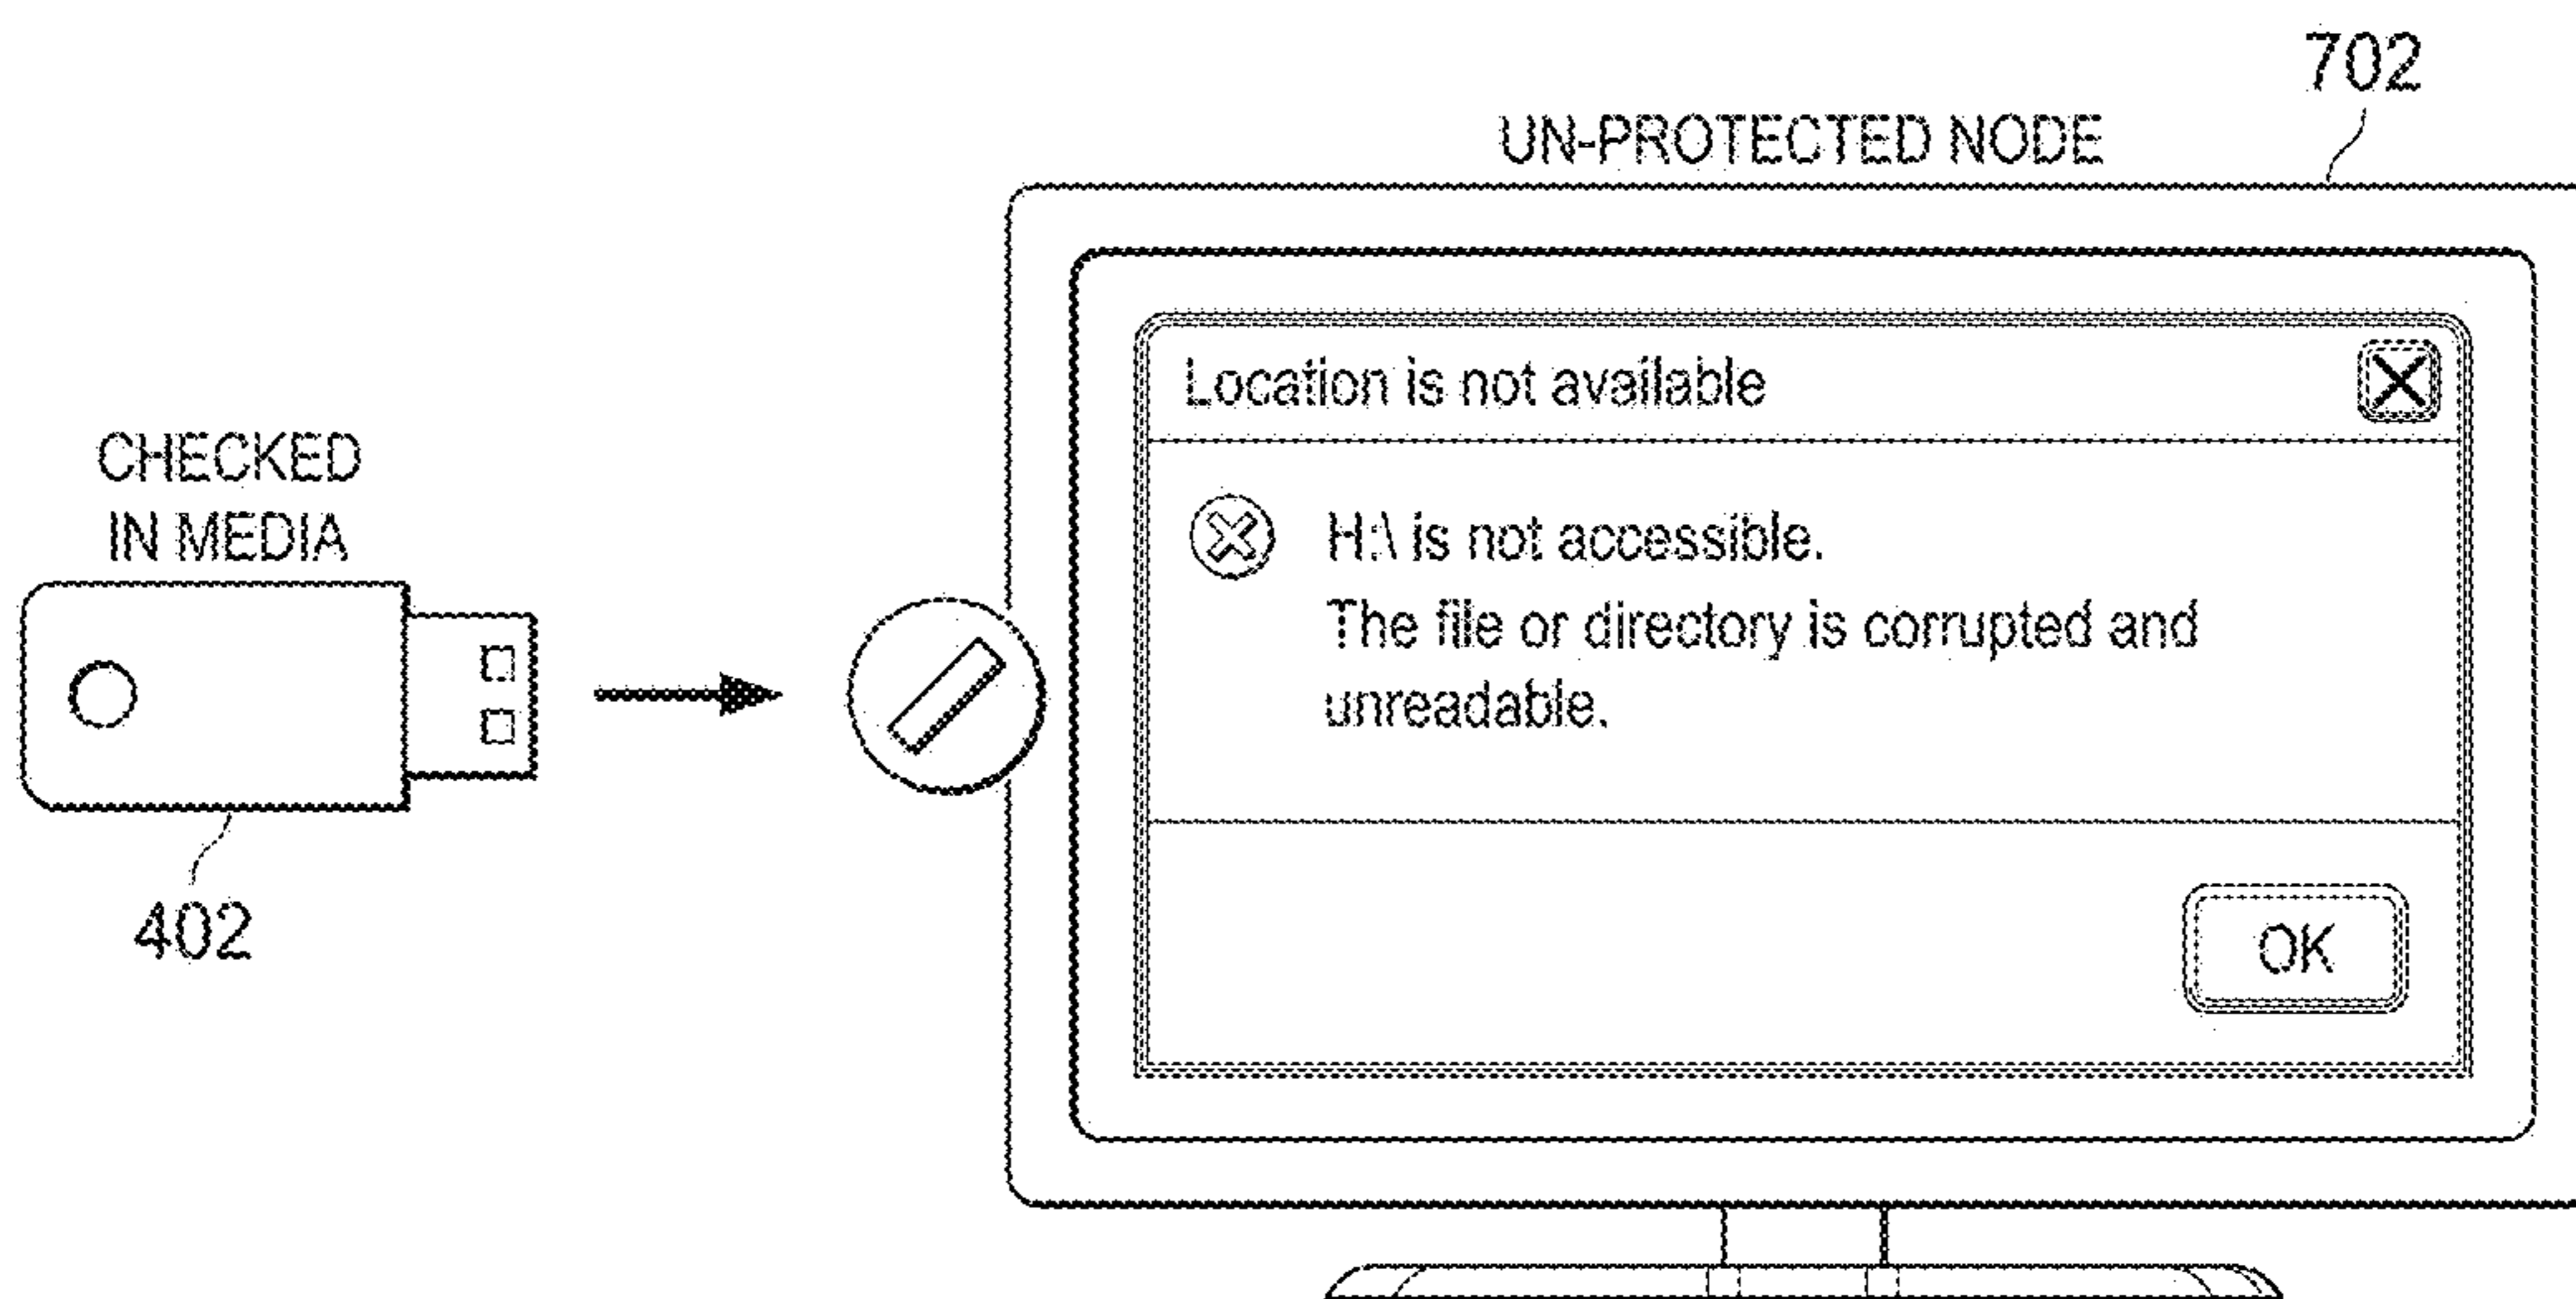 702
UN-PROTECTED NODE
Location is not available
CHECKED
IN MEDIA
H:\ is not accessible.
The file or directory is corrupted and
unreadable.
402
OK